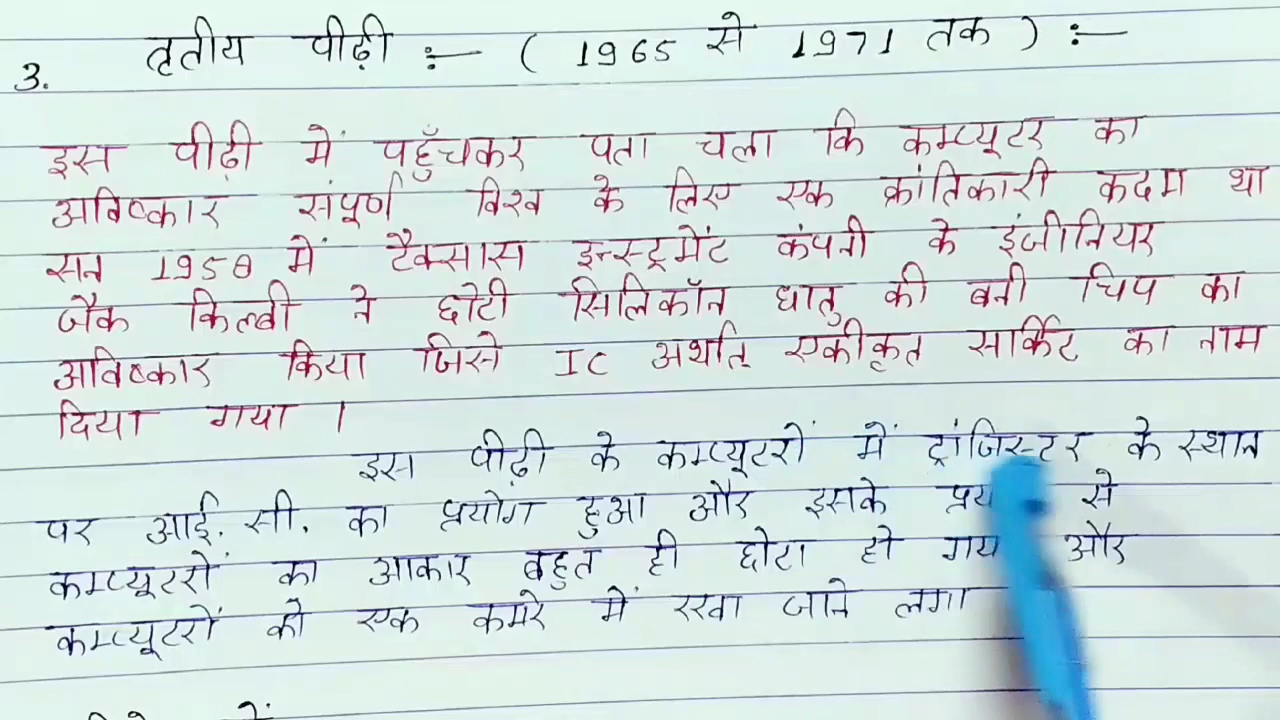 3. तृतीय पीढ़ी :— ( 1965 से 1971 तक ) :—
इस पीढ़ी में पहुँचकर पता चला कि कम्प्यूटर का
अविष्कार संपूर्ण विश्व के लिए एक क्रांतिकारी कदम था
सन 1958 में टैक्सास इन्स्ट्रूमेंट कंपनी के इंजीनियर
जैक किल्बी ने छोटी सिलिकॉन धातु की बनी चिप का
अविष्कार किया जिसे IC अर्थात् एकीकृत सार्किट का नाम
दिया गया ।
इस पीढ़ी के कम्प्यूटरों में ट्रांजिस्टर के स्थान
पर आई. सी. का प्रयोग हुआ और इसके से
कम्प्यूटरों का आकार बहुत ही छोटा हो और
कम्प्यूटरों को एक कमरे में रखा जाने लगा